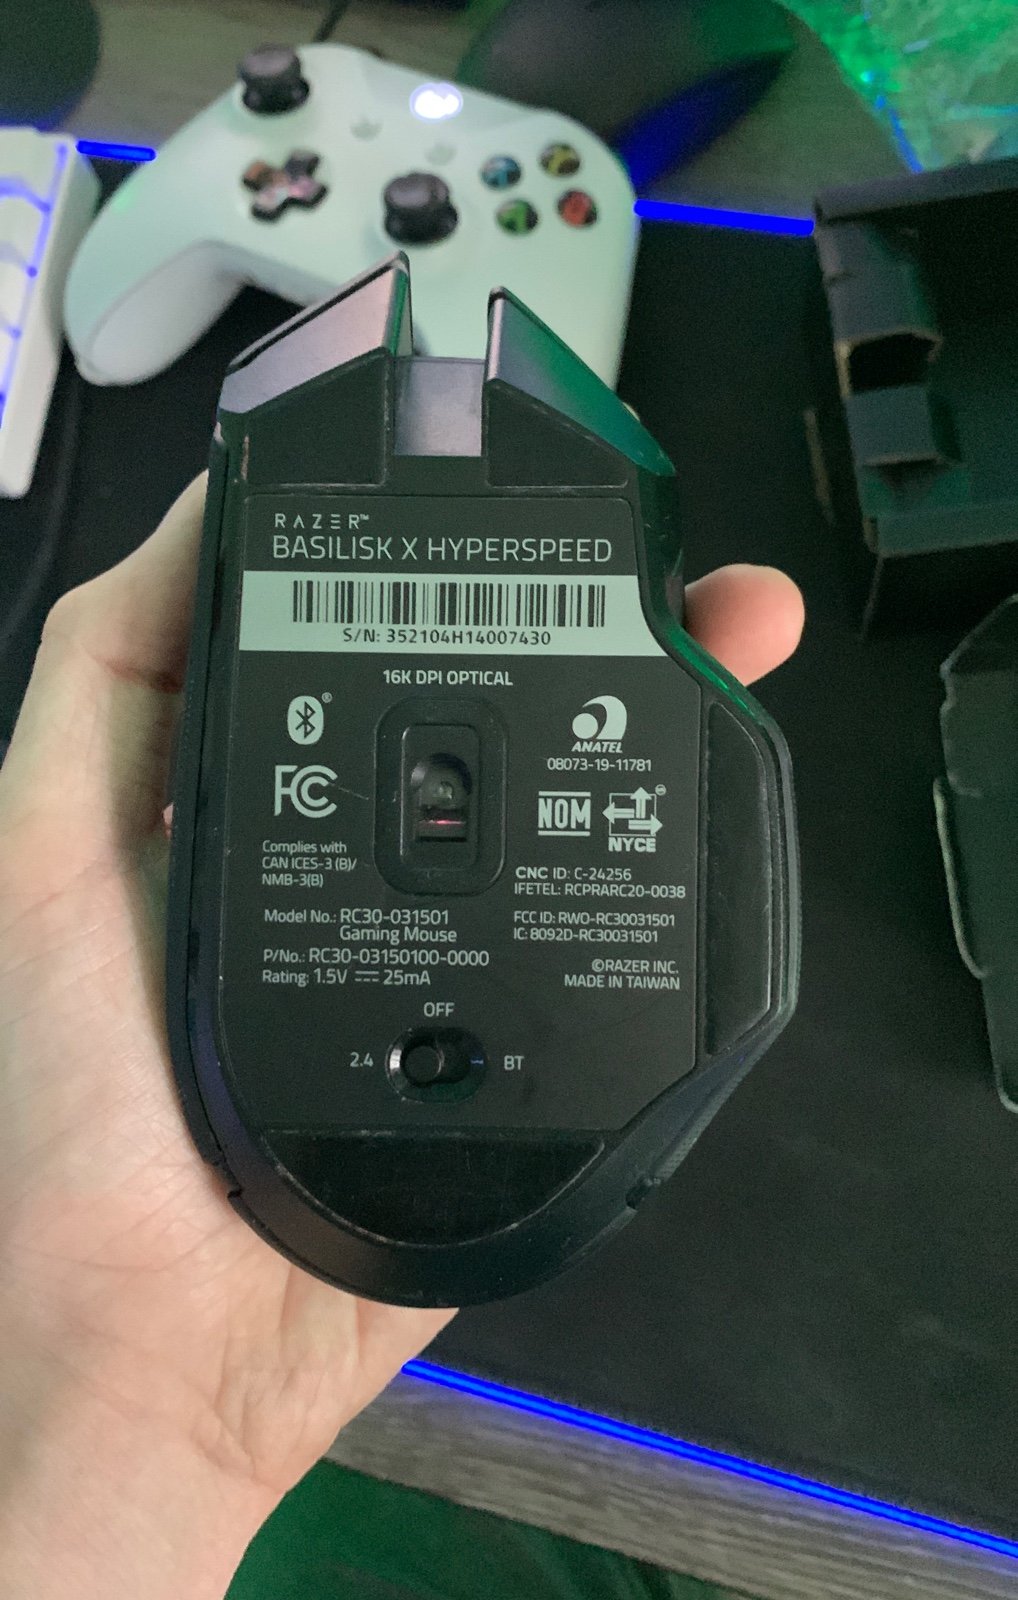 RAZER™
BASILISK X HYPERSPEED
S/N: 352104H14007430
16K DPI OPTICAL
®
FC
ANATEL
08073-19-11781
NOM
NYCE
Complies with
CAN ICES-3 (B)/
NMB-3(B)
CNC ID: C-24256
IFETEL: RCPRARC20-0038
Model No.: RC30-031501
Gaming Mouse
P/No.: RC30-03150100-0000
Rating: 1.5V ⎓ 25mA
FCC ID: RWO-RC30031501
IC: 8092D-RC30031501
©RAZER INC.
MADE IN TAIWAN
OFF
2.4
BT